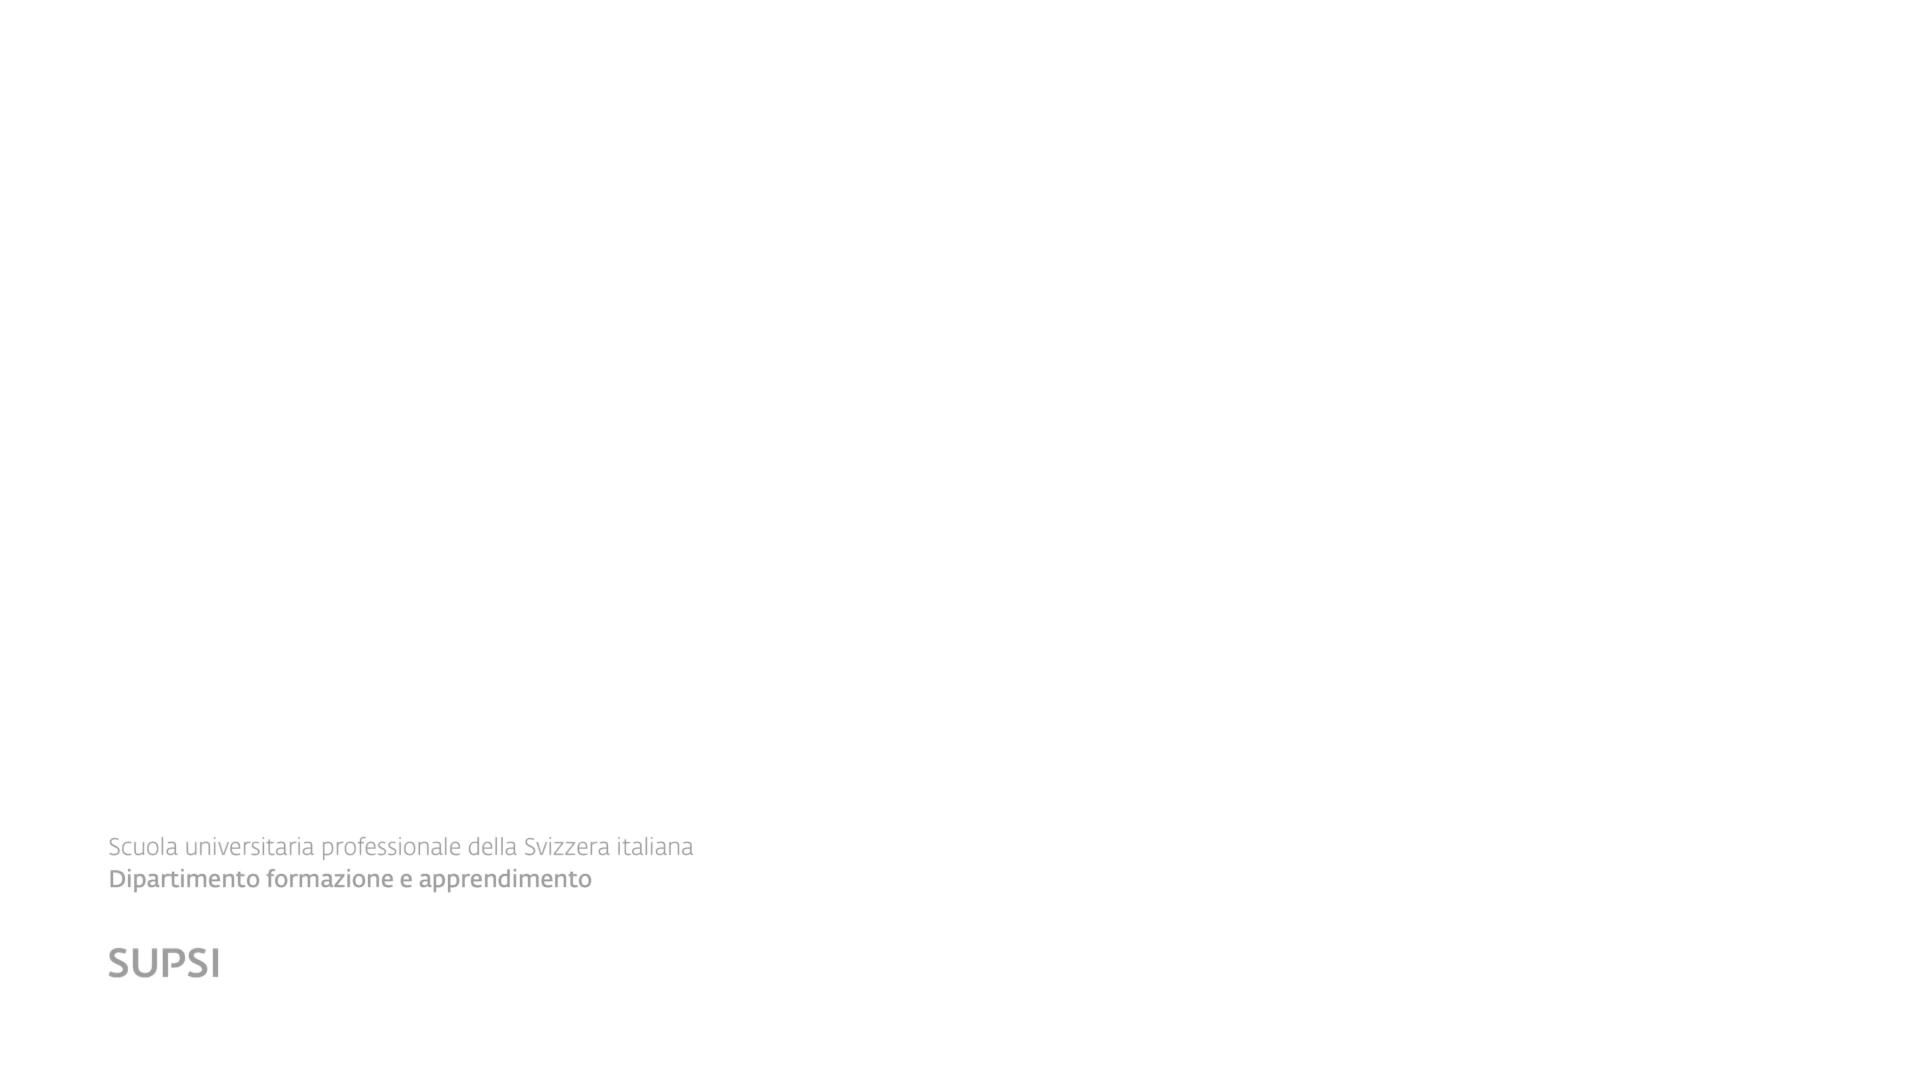 Scuola universitaria professionale della Svizzera italiana
Dipartimento formazione e apprendimento
SUPSI